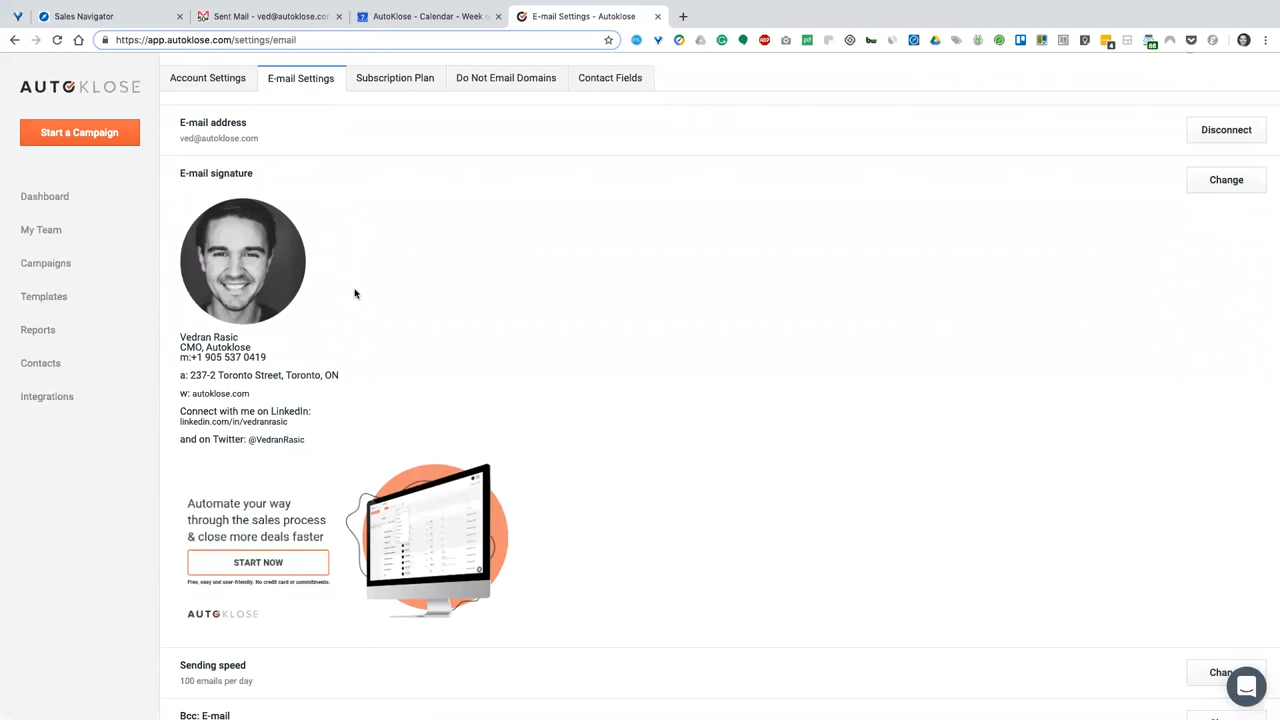 Sales Navigator
Sent Mail - ved@autoklose.com
AutoKlose - Calendar - Week o
E-mail Settings - Autoklose
https://app.autoklose.com/settings/email
AUTOKLOSE
Account Settings
E-mail Settings
Subscription Plan
Do Not Email Domains
Contact Fields
Start a Campaign
Dashboard
My Team
Campaigns
Templates
Reports
Contacts
Integrations
E-mail address
ved@autoklose.com
Disconnect
E-mail signature
Change
Vedran Rasic
CMO, Autoklose
m:+1 905 537 0419
a: 237-2 Toronto Street, Toronto, ON
w: autoklose.com
Connect with me on LinkedIn:
linkedin.com/in/vedranrasic
and on Twitter: @VedranRasic
Automate your way
through the sales process
& close more deals faster
START NOW
Free, easy and user-friendly. No credit card or commitments.
AUTOKLOSE
Sending speed
100 emails per day
Chan
Bcc: E-mail